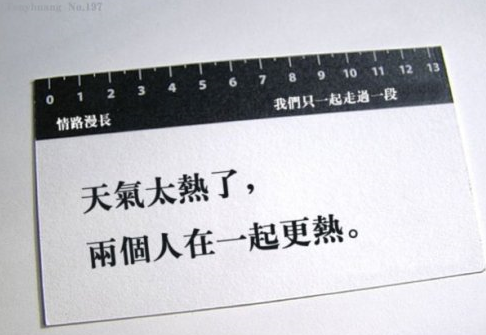 No.137
0 1 2 3 4 5 6 7 8 9 10 11 12 13
情路漫長
我們只一起走過一段
天氣太熱了，
兩個人在一起更熱。